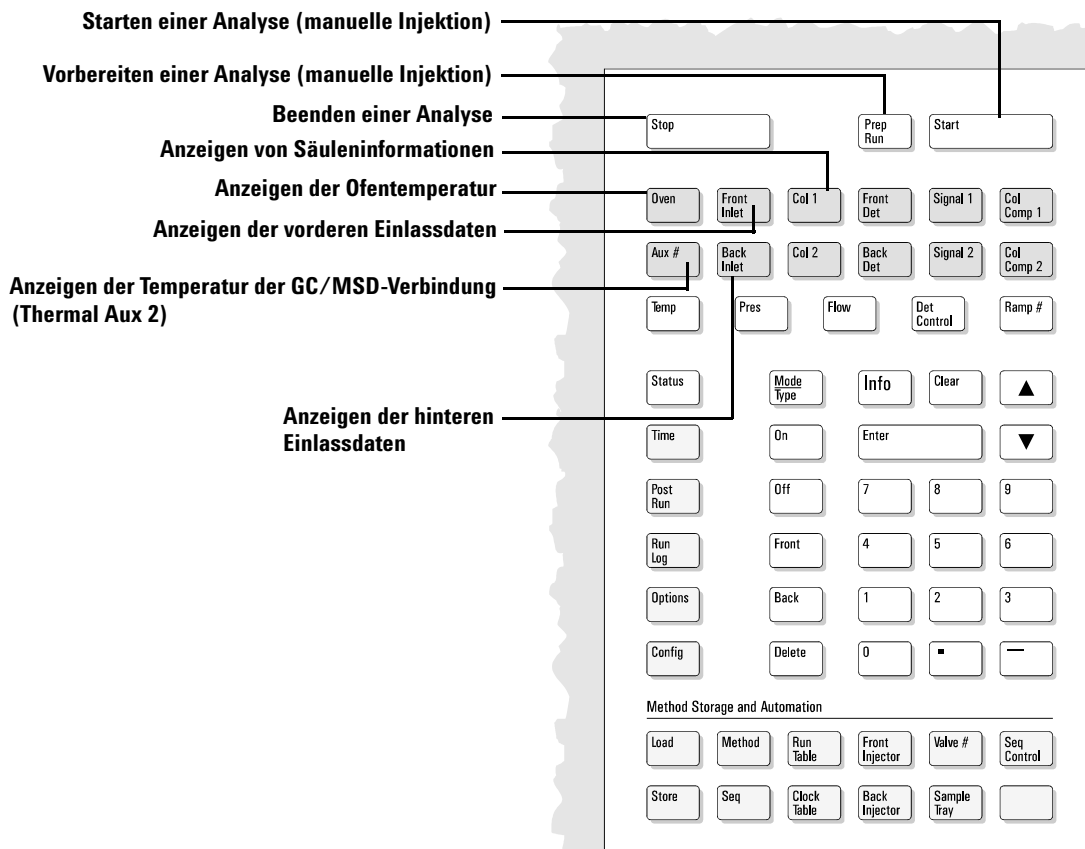 Starten einer Analyse (manuelle Injektion)
Vorbereiten einer Analyse (manuelle Injektion)
Beenden einer Analyse
Anzeigen von Säuleninformationen
Anzeigen der Ofentemperatur
Anzeigen der vorderen Einlassdaten
Anzeigen der Temperatur der GC/MSD-Verbindung
(Thermal Aux 2)
Anzeigen der hinteren
Einlassdaten
Stop
Prep
Run
Start
Oven
Front
Inlet
Col 1
Front
Det
Signal 1
Col
Comp 1
Aux #
Back
Inlet
Col 2
Back
Det
Signal 2
Col
Comp 2
Temp
Pres
Flow
Det
Control
Ramp #
Status
Mode
Type
Info
Clear
▲
Time
On
Enter
▼
Post
Run
Off
7
8
9
Run
Log
Front
4
5
6
Options
Back
1
2
3
Config
Delete
0
.
—
Method Storage and Automation
Load
Method
Run
Table
Front
Injector
Valve #
Seq
Control
Store
Seq
Clock
Table
Back
Injector
Sample
Tray